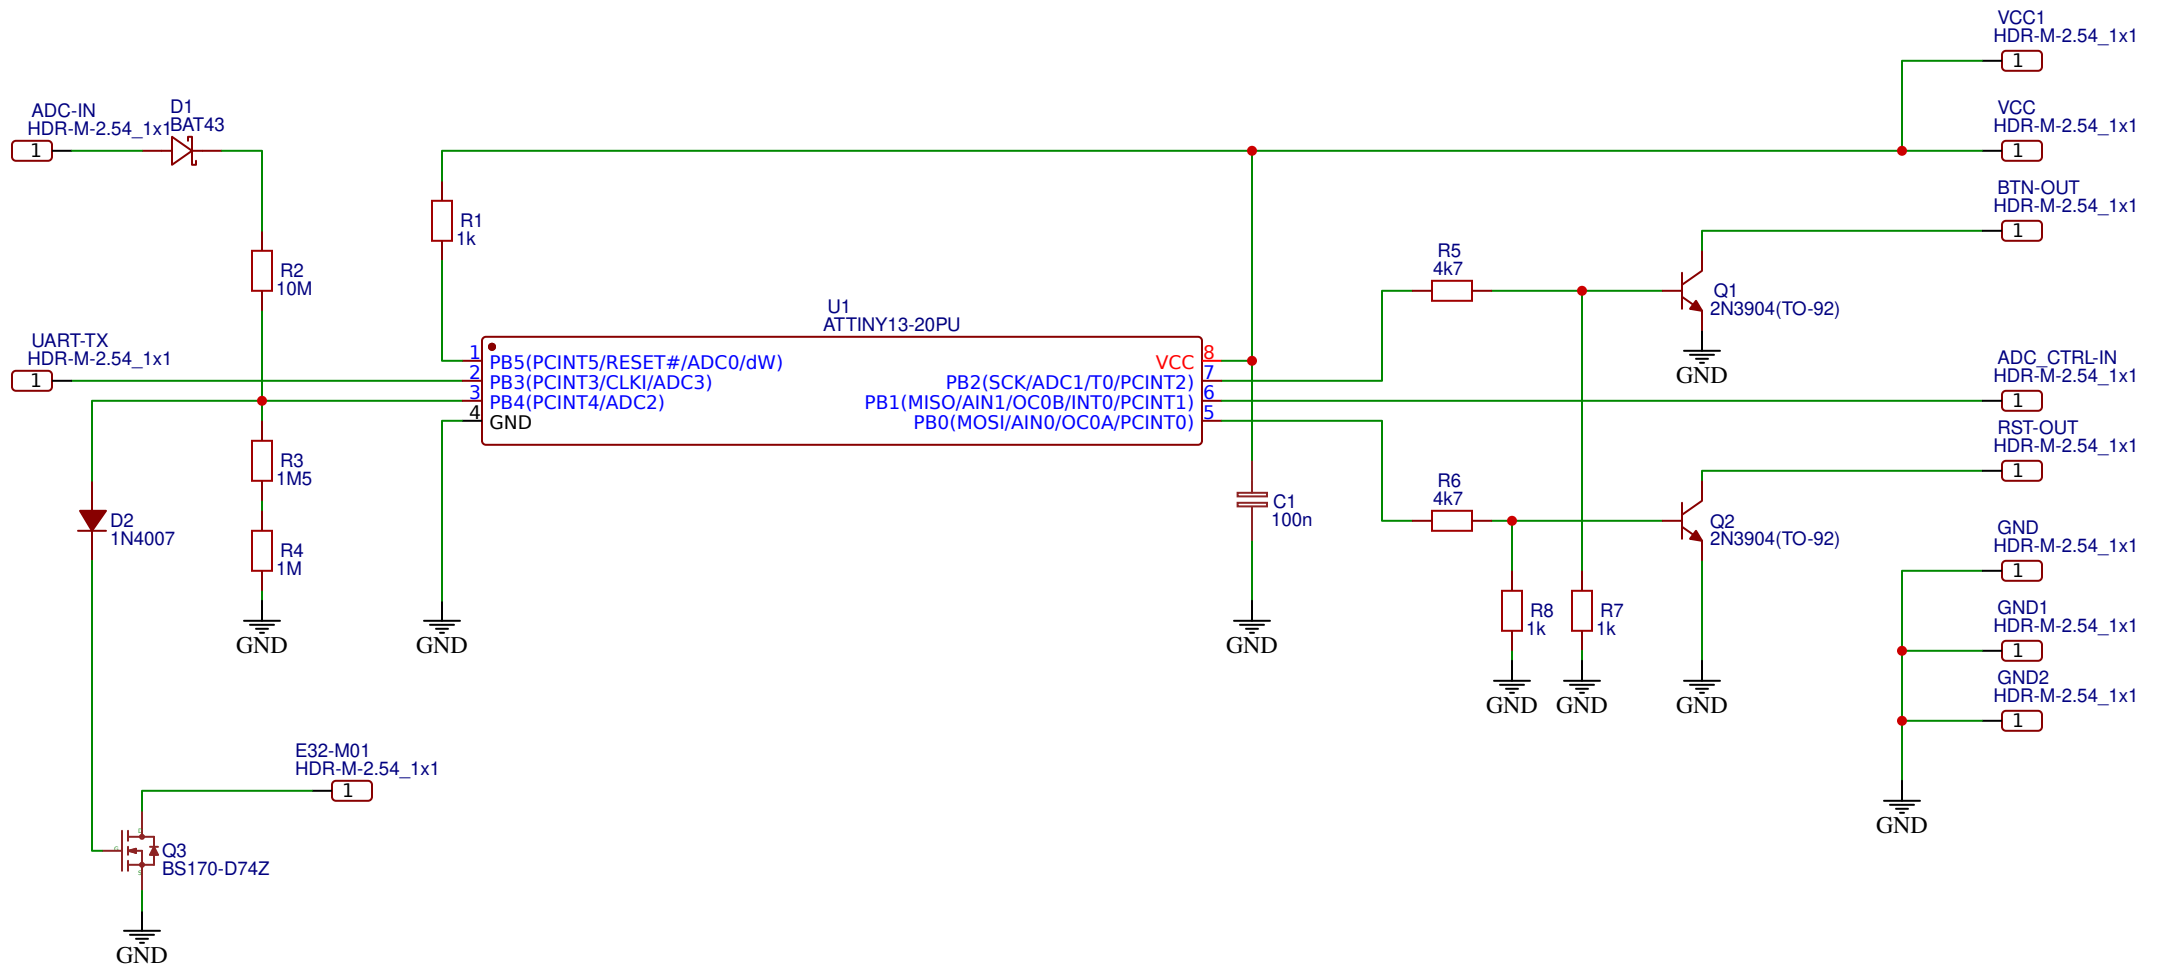 VCC1
HDR-M-2.54_1x1
1
ADC-IN
HDR-M-2.54_1x1
1
D1
BAT43
VCC
HDR-M-2.54_1x1
1
BTN-OUT
HDR-M-2.54_1x1
1
R1
1k
R2
10M
R5
4k7
Q1
2N3904(TO-92)
GND
UART-TX
HDR-M-2.54_1x1
1
U1
ATTINY13-20PU
1
PB5(PCINT5/RESET#/ADC0/dW)
2
PB3(PCINT3/CLKI/ADC3)
3
PB4(PCINT4/ADC2)
4
GND
VCC
8
PB2(SCK/ADC1/T0/PCINT2)
7
PB1(MISO/AIN1/OC0B/INT0/PCINT1)
6
PB0(MOSI/AIN0/OC0A/PCINT0)
5
ADC_CTRL-IN
HDR-M-2.54_1x1
1
RST-OUT
HDR-M-2.54_1x1
1
R3
1M5
R4
1M
GND
D2
1N4007
GND
C1
100n
GND
R6
4k7
Q2
2N3904(TO-92)
R8
1k
R7
1k
GND
GND
GND
GND
HDR-M-2.54_1x1
1
GND1
HDR-M-2.54_1x1
1
GND2
HDR-M-2.54_1x1
1
GND
E32-M01
HDR-M-2.54_1x1
1
Q3
BS170-D74Z
GND